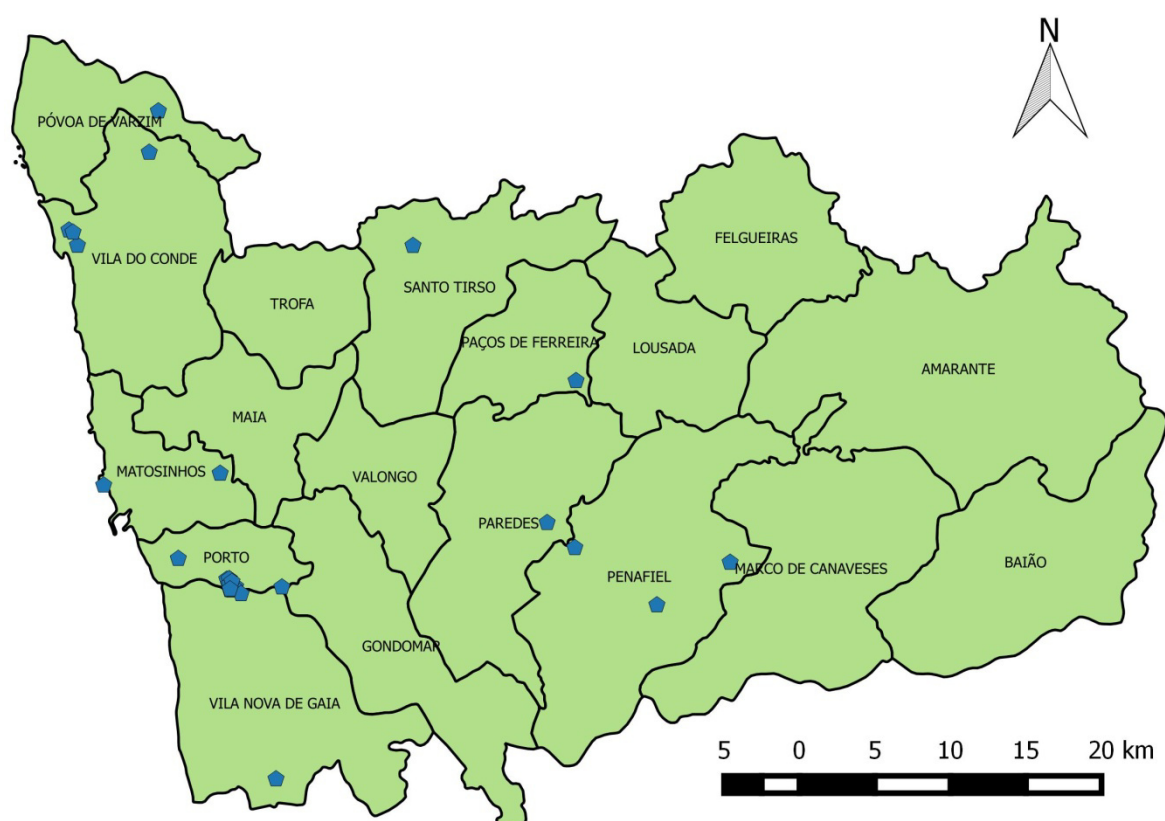 N
PÓVOA DE VARZIM
FELGUEIRAS
VILA DO CONDE
SANTO TIRSO
TROFA
PAÇOS DE FERREIRA
LOUSADA
AMARANTE
MAIA
MATOSINHOS
VALONGO
PAREDES
PORTO
BAIÃO
MARCO DE CANAVESES
PENAFIEL
GONDOMAR
VILA NOVA DE GAIA
5 0 5 10 15 20 km